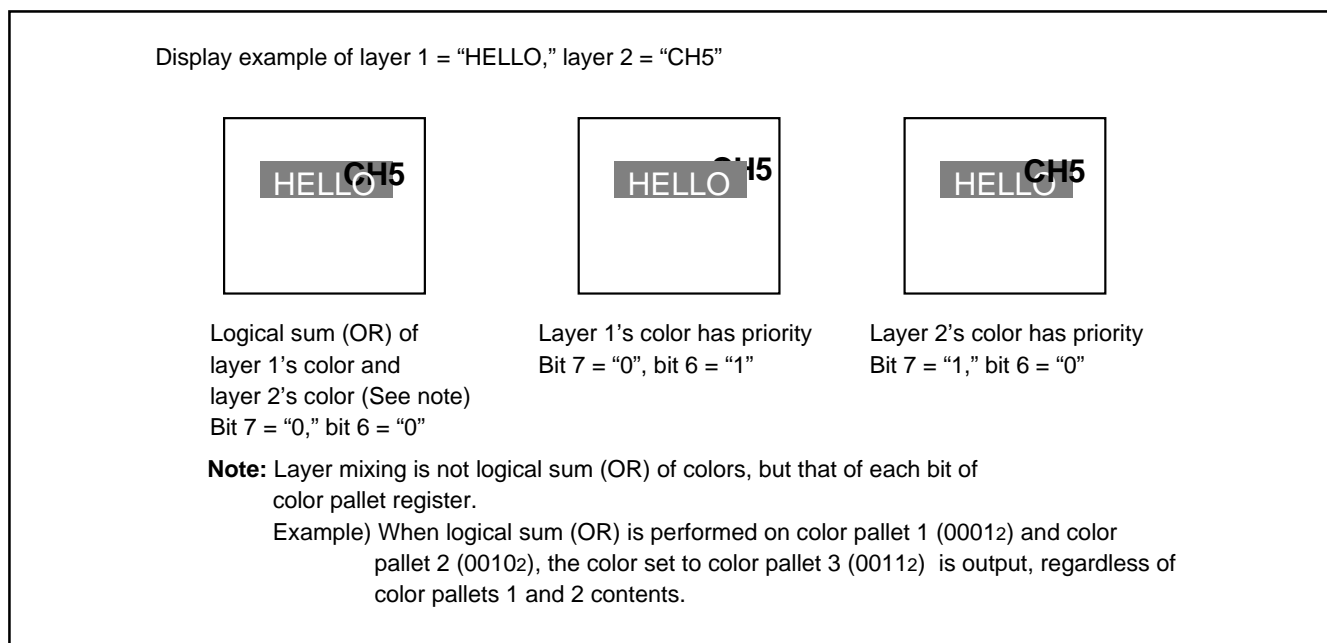 Display example of layer 1 = “HELLO,” layer 2 = “CH5”
HELLO CH5
HELLO H5
HELLO CH5
Logical sum (OR) of
layer 1’s color and
layer 2’s color (See note)
Bit 7 = “0,” bit 6 = “0”
Layer 1’s color has priority
Bit 7 = “0”, bit 6 = “1”
Layer 2’s color has priority
Bit 7 = “1,” bit 6 = “0”
Note: Layer mixing is not logical sum (OR) of colors, but that of each bit of
color pallet register.
Example) When logical sum (OR) is performed on color pallet 1 (00012) and color
pallet 2 (00102), the color set to color pallet 3 (00112) is output, regardless of
color pallets 1 and 2 contents.